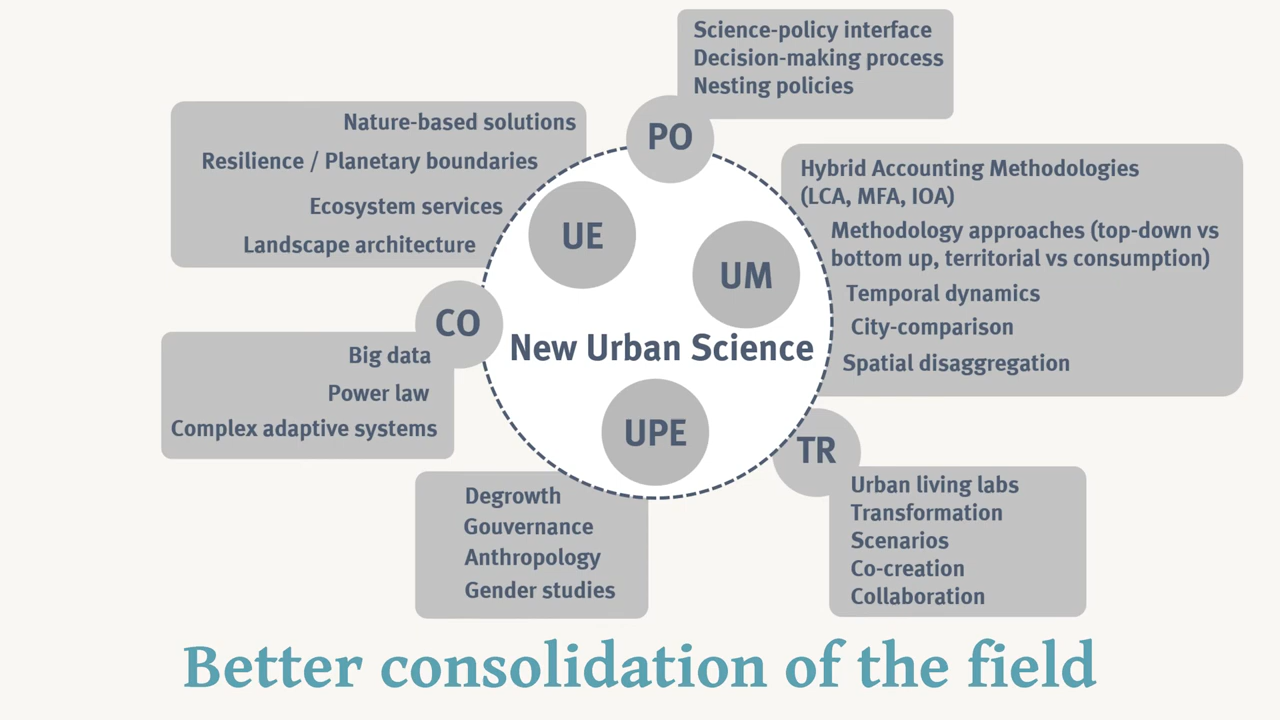 Science-policy interface
Decision-making process
Nesting policies
PO
Nature-based solutions
Resilience / Planetary boundaries
Ecosystem services
Landscape architecture
UE
Hybrid Accounting Methodologies
(LCA, MFA, IOA)
Methodology approaches (top-down vs
bottom up, territorial vs consumption)
Temporal dynamics
City-comparison
Spatial disaggregation
UM
CO
Big data
Power law
Complex adaptive systems
New Urban Science
UPE
Degrowth
Gouvernance
Anthropology
Gender studies
TR
Urban living labs
Transformation
Scenarios
Co-creation
Collaboration
Better consolidation of the field